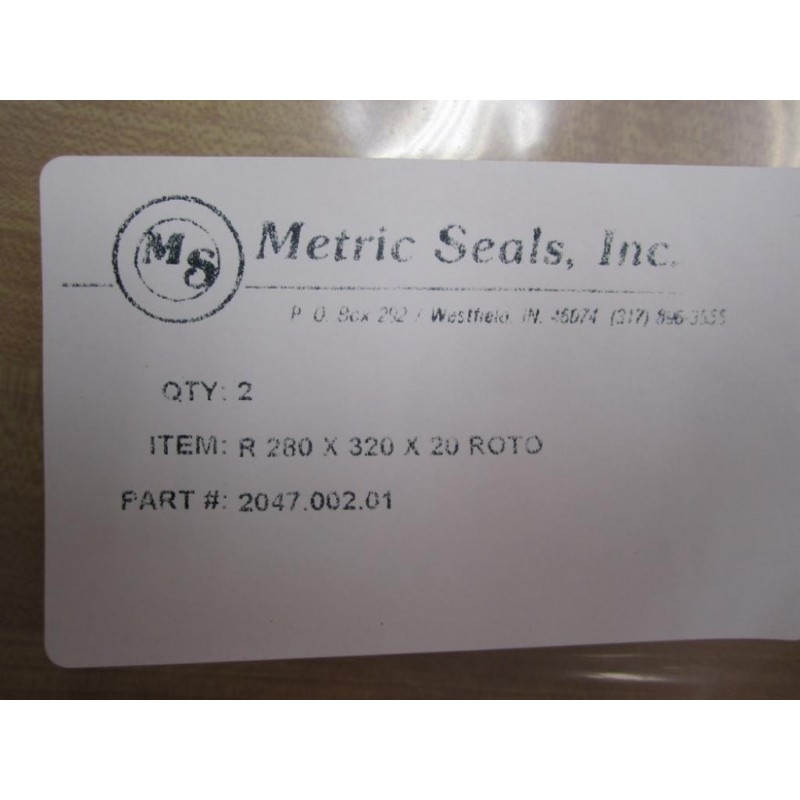 MS
Metric Seals, Inc.
P. O. Box 292 / Westfield, IN. 46074 (317) 896-3555
QTY: 2
ITEM: R 280 X 320 X 20 ROTO
PART #: 2047.002.01